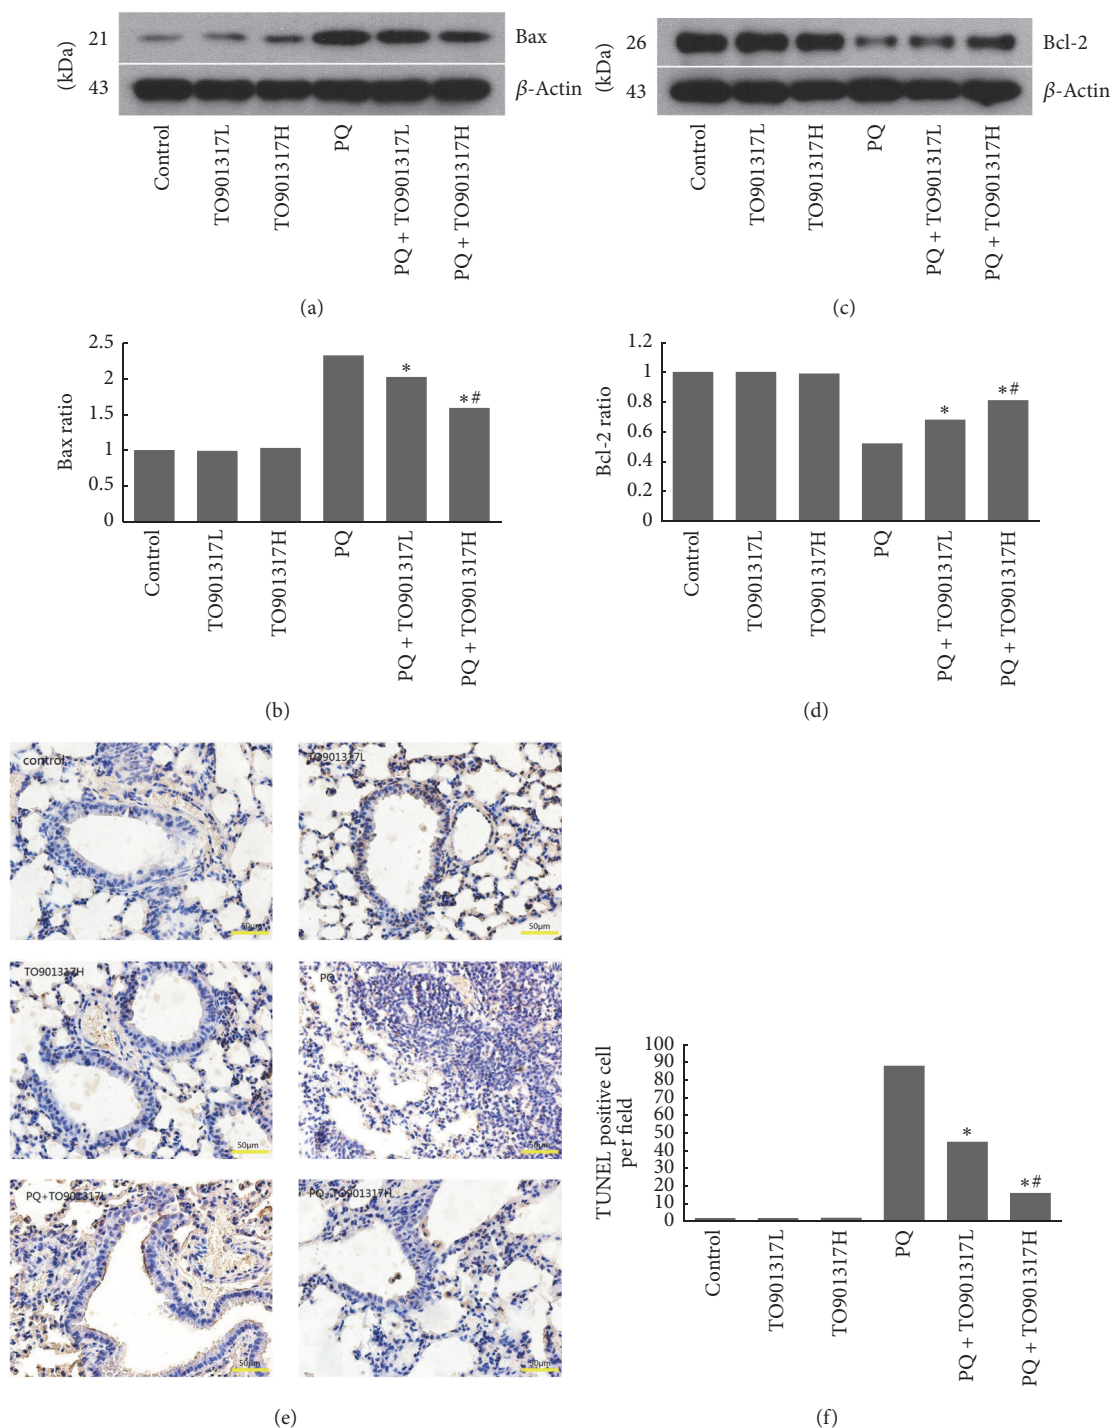 (kDa)
21
Bax
43
β-Actin
Control
TO901317L
TO901317H
PQ
PQ + TO901317L
PQ + TO901317H
(a)
(kDa)
26
Bcl-2
43
β-Actin
Control
TO901317L
TO901317H
PQ
PQ + TO901317L
PQ + TO901317H
(c)
Bax ratio
2.5
2
1.5
1
0.5
0
*
*#
Control
TO901317L
TO901317H
PQ
PQ + TO901317L
PQ + TO901317H
(b)
Bcl-2 ratio
1.2
1
0.8
0.6
0.4
0.2
0
*
*#
Control
TO901317L
TO901317H
PQ
PQ + TO901317L
PQ + TO901317H
(d)
control
50μm
TO901317L
50μm
TO901317H
50μm
PQ
50μm
PQ+TO901317L
50μm
PQ+TO901317H
50μm
(e)
TUNEL positive cell
per field
100
90
80
70
60
50
40
30
20
10
0
*
*#
Control
TO901317L
TO901317H
PQ
PQ + TO901317L
PQ + TO901317H
(f)